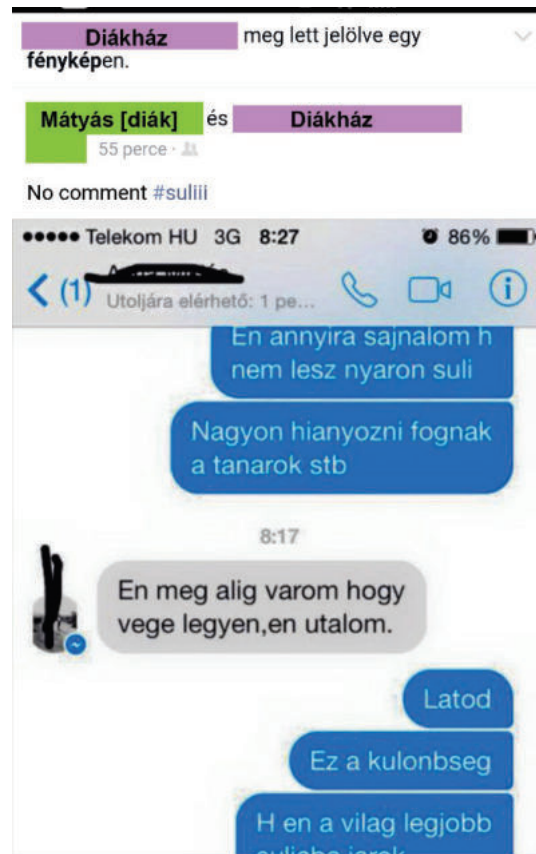 Diákház meg lett jelölve egy
fényképen.
Mátyás [diák] és Diákház
55 perce
No comment #suliii
Telekom HU 3G 8:27 86%
(1)
Utoljára elérhető: 1 pe...
En annyira sajnalom h
nem lesz nyaron suli
Nagyon hianyozni fognak
a tanarok stb
8:17
En meg alig varom hogy
vege legyen,en utalom.
Latod
Ez a kulonbseg
H en a vilag legjobb